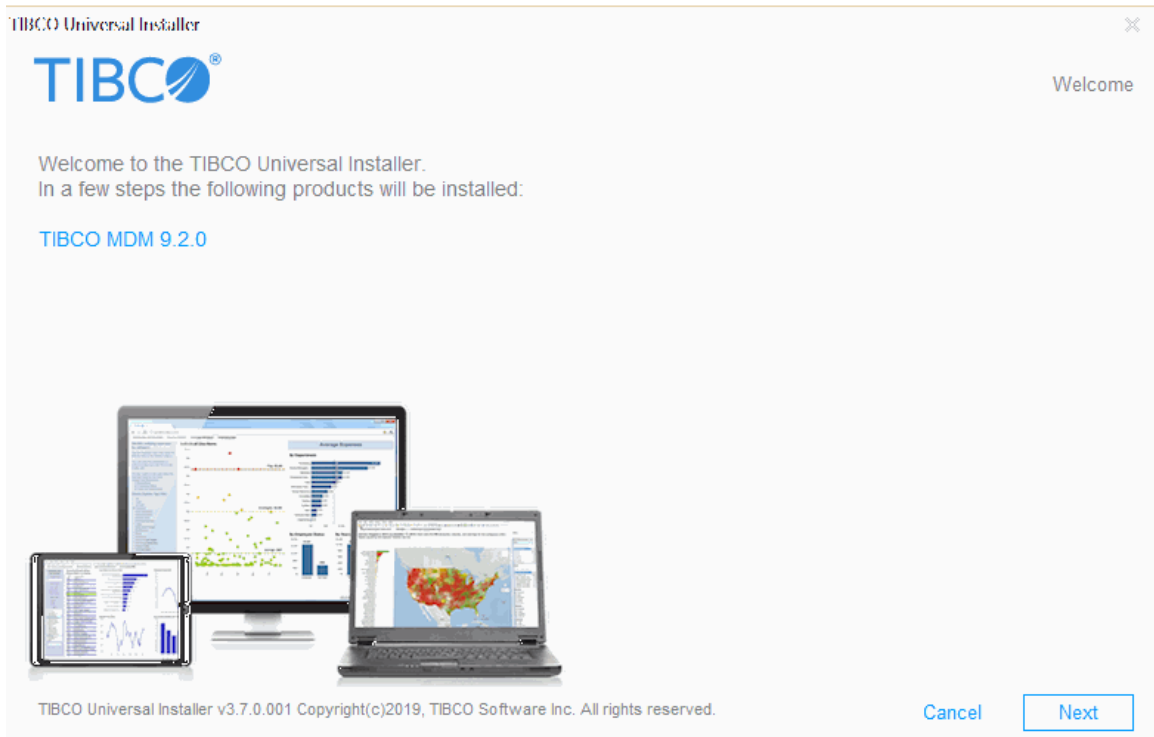 TIBCO Universal Installer
TIBCO®
Welcome
Welcome to the TIBCO Universal Installer.
In a few steps the following products will be installed:
TIBCO MDM 9.2.0
Average Expenses
TIBCO Universal Installer v3.7.0.001 Copyright(c)2019, TIBCO Software Inc. All rights reserved.
Cancel
Next